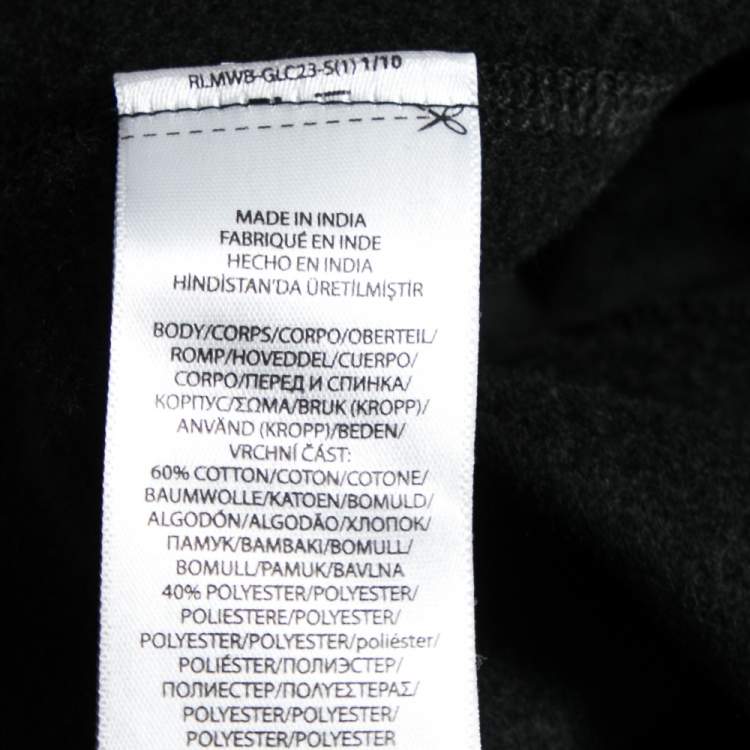 RLMWB-GLC23-5(1) 1/10
MADE IN INDIA
FABRIQUÉ EN INDE
HECHO EN INDIA
HİNDİSTAN'DA ÜRETİLMİŞTİR
BODY/CORPS/CORPO/OBERTEIL/
ROMP/HOVEDDEL/CUERPO/
CORPO/ПЕРЕД И СПИНКА/
КОРПУС/ΣΩΜΑ/BRUK (KROPP)/
ANVÄND (KROPP)/BEDEN/
VRCHNÍ ČÁST:
60% COTTON/COTON/COTONE/
BAUMWOLLE/KATOEN/BOMULD/
ALGODÓN/ALGODÃO/ХЛОПОК/
ПАМУК/ΒΑΜΒΑΚΙ/BOMULL/
BOMULL/PAMUK/BAVLNA
40% POLYESTER/POLYESTER/
POLIESTERE/POLYESTER/
POLYESTER/POLYESTER/poliéster/
POLIÉSTER/ПОЛИЭСТЕР/
ПОЛИЕСТЕР/ΠΟΛΥΕΣΤΕΡΑΣ/
POLYESTER/POLYESTER/
POLYESTER/POLYESTER